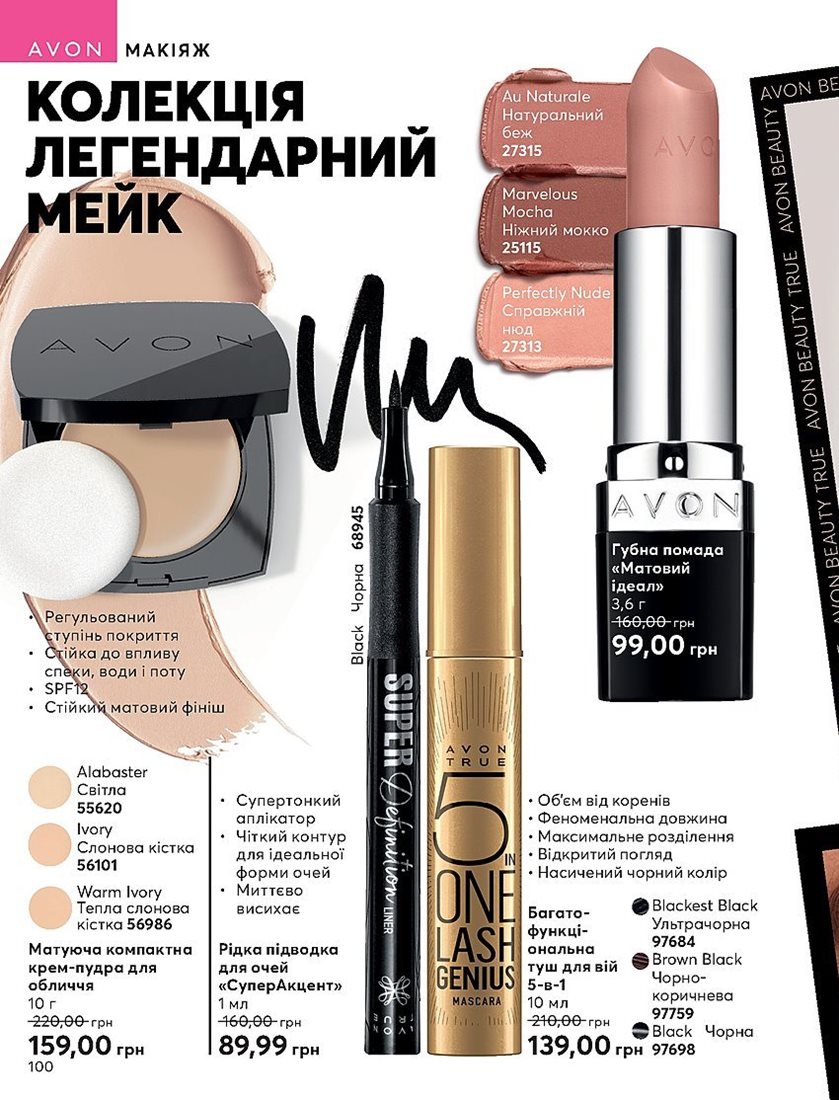 AVON МАКІЯЖ
КОЛЕКЦІЯ
ЛЕГЕНДАРНИЙ
МЕЙК
Au Naturale
Натуральний
беж
27315
Marvelous
Mocha
Ніжний мокко
25115
Perfectly Nude
Справжній
нюд
27313
AVON
AVON
Губна помада
«Матовий
ідеал»
3,6 г
160,00 грн
99,00 грн
AVON BEAUTY TRUE AVON BEAUTY TRUE AVON BEAUTY
AVON BE
AVON
Black Чорна 68945
• Регульований
ступінь покриття
• Стійка до впливу
спеки, води і поту
• SPF12
• Стійкий матовий фініш
Alabaster
Світла
55620
Ivory
Слонова кістка
56101
Warm Ivory
Тепла слонова
кістка 56986
Матуюча компактна
крем-пудра для
обличчя
10 г
220,00 грн
159,00 грн
• Супертонкий
аплікатор
• Чіткий контур
для ідеальної
форми очей
• Миттєво
висихає
Рідка підводка
для очей
«СуперАкцент»
1 мл
160,00 грн
89,99 грн
SUPER
Definition
LINER
AVON
TRUE
5
IN
ONE
LASH
GENIUS
MASCARA
• Об'єм від коренів
• Феноменальна довжина
• Максимальне розділення
• Відкритий погляд
• Насичений чорний колір
Багато-
функці-
ональна
туш для вій
5-в-1
10 мл
210,00 грн
139,00 грн
Blackest Black
Ультрачорна
97684
Brown Black
Чорно-
коричнева
97759
Black Чорна
97698
100